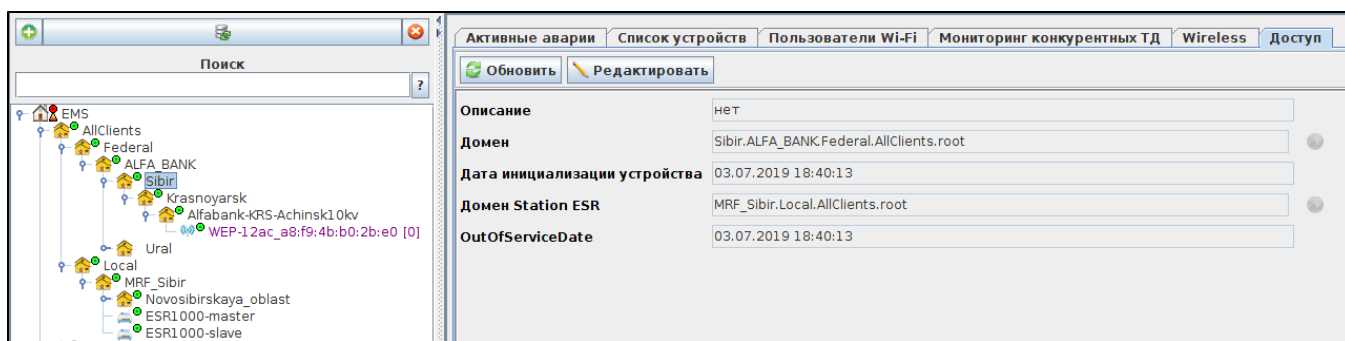 Поиск
?
EMS
AllClients
Federal
ALFA_BANK
Sibir
Krasnoyarsk
Alfabank-KRS-Achinsk10kv
WEP-12ac_a8:f9:4b:b0:2b:e0 [0]
Ural
Local
MRF_Sibir
Novosibirskaya_oblast
ESR1000-master
ESR1000-slave
Активные аварии Список устройств Пользователи Wi-Fi Мониторинг конкурентных ТД Wireless Доступ
Обновить Редактировать
Описание нет
Домен Sibir.ALFA_BANK.Federal.AllClients.root
Дата инициализации устройства 03.07.2019 18:40:13
Домен Station ESR MRF_Sibir.Local.AllClients.root
OutOfServiceDate 03.07.2019 18:40:13